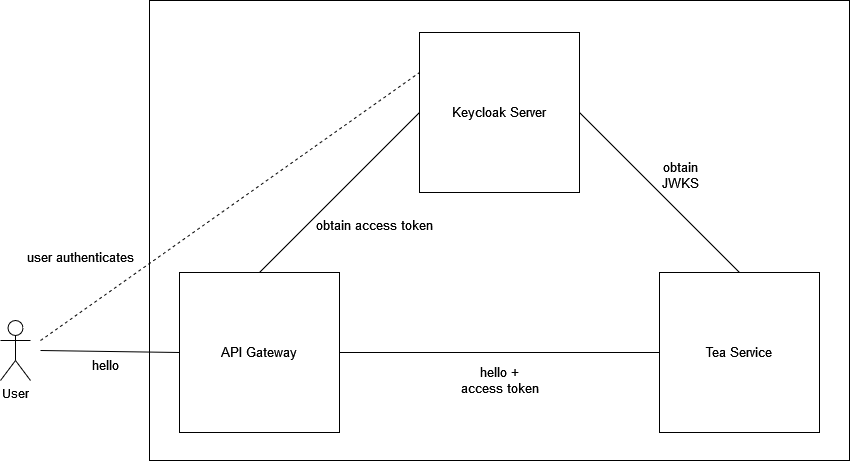 Keycloak Server
obtain
JWKS
obtain access token
user authenticates
API Gateway
Tea Service
hello
hello +
access token
User